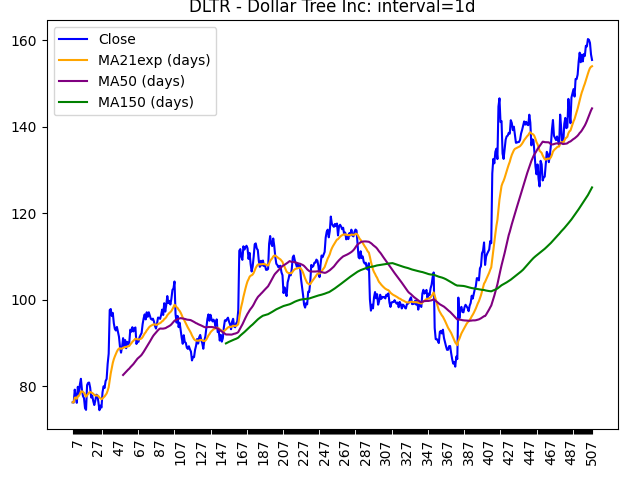 DLTR - Dollar Tree Inc: interval=1d
Close
MA21exp (days)
MA50 (days)
MA150 (days)
160
140
120
100
80
7 27 47 67 87 107 127 147 167 187 207 227 247 267 287 307 327 347 367 387 407 427 447 467 487 507